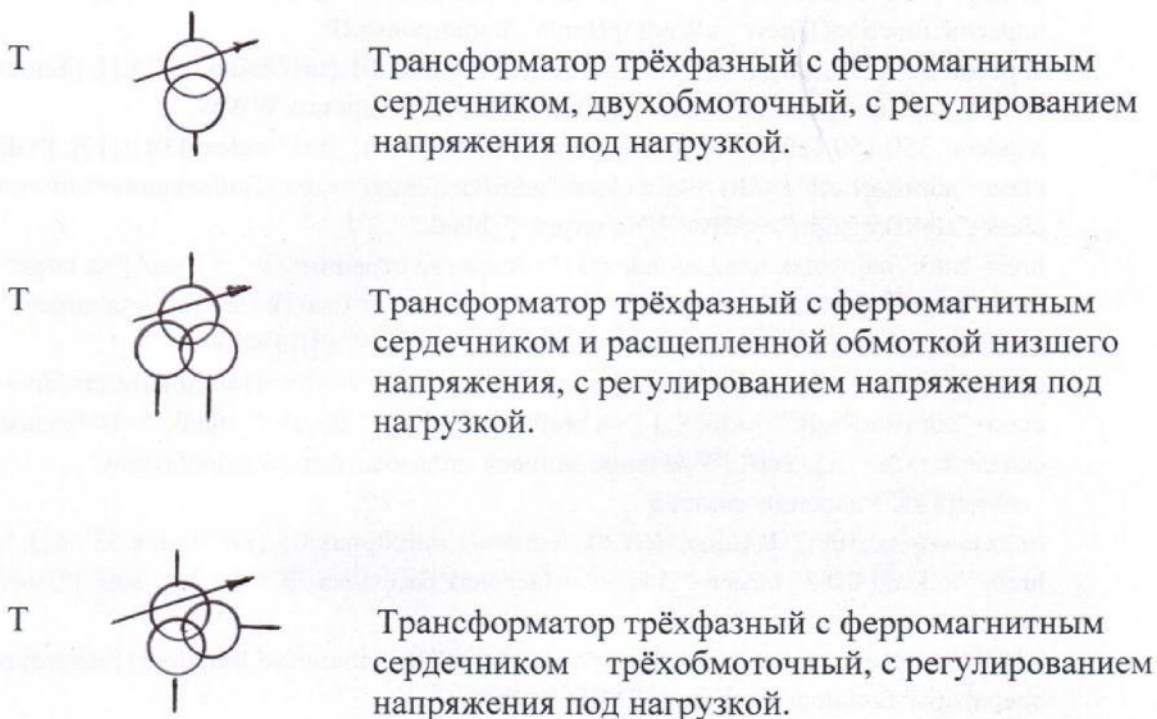 Т Трансформатор трёхфазный с ферромагнитным
сердечником, двухобмоточный, с регулированием
напряжения под нагрузкой.
Т Трансформатор трёхфазный с ферромагнитным
сердечником и расщепленной обмоткой низшего
напряжения, с регулированием напряжения под
нагрузкой.
Т Трансформатор трёхфазный с ферромагнитным
сердечником трёхобмоточный, с регулированием
напряжения под нагрузкой.